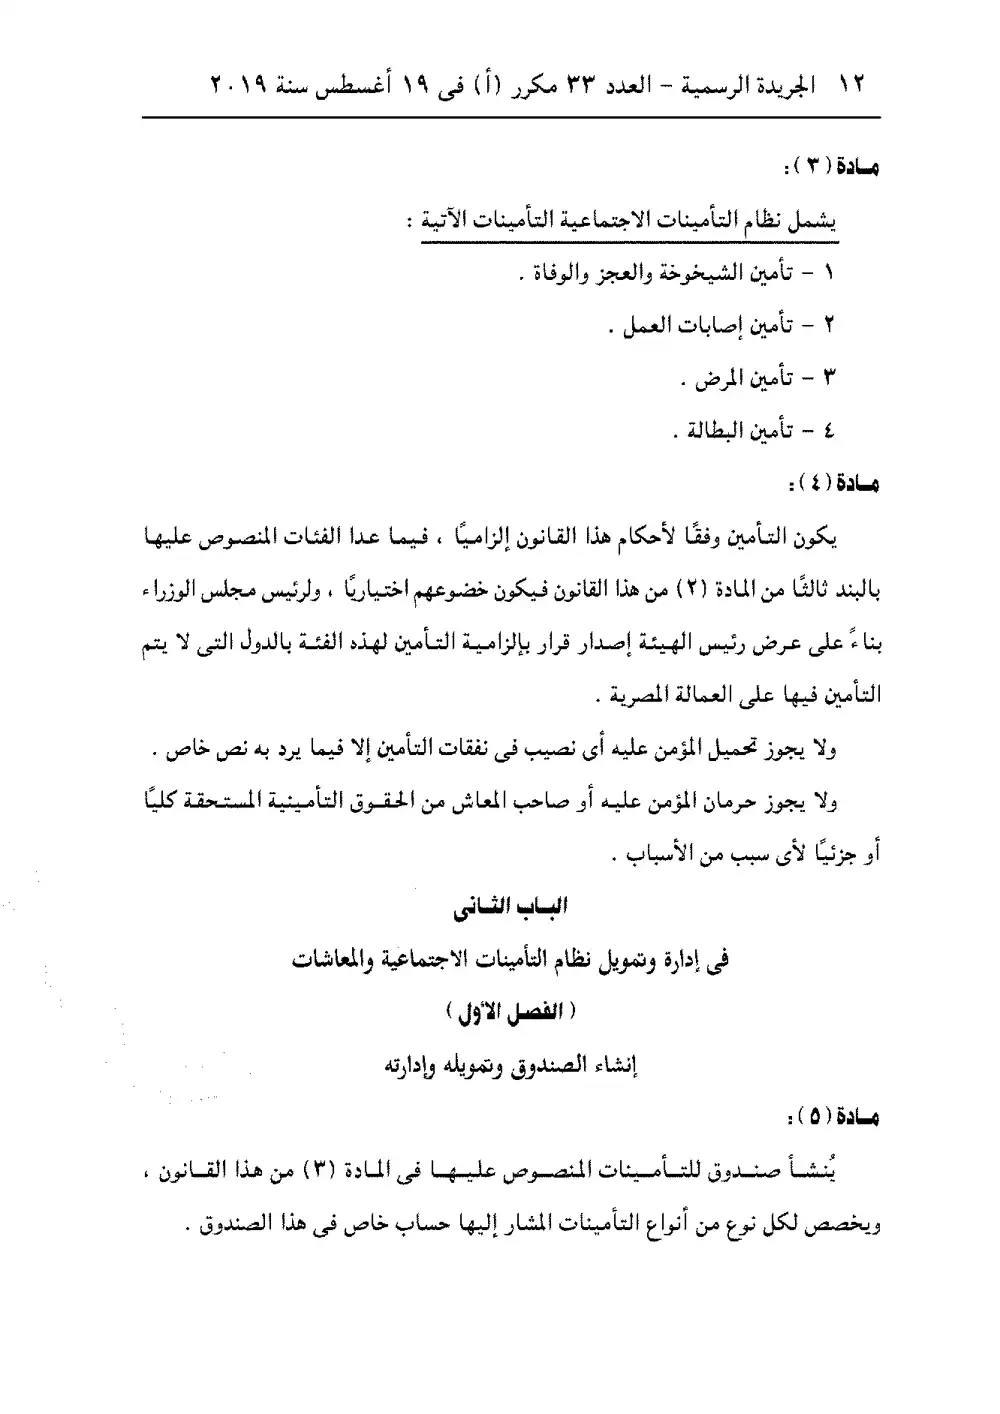 ١٢ الجريدة الرسمية – العدد ٣٣ مكرر (أ) فى ١٩ أغسطس سنة ٢٠١٩
مادة (٣):
يشمل نظام التأمينات الاجتماعية التأمينات الآتية :
١ – تأمين الشيخوخة والعجز والوفاة .
٢ – تأمين إصابات العمل .
٣ – تأمين المرض .
٤ – تأمين البطالة .
مادة (٤):
يكون التأمين وفقًا لأحكام هذا القانون إلزاميًا ، فيما عدا الفئات المنصوص عليها
بالبند ثالثًا من المادة (٢) من هذا القانون فيكون خضوعهم اختياريًا ، ولرئيس مجلس الوزراء
بناءً على عرض رئيس الهيئة إصدار قرار بإلزامية التأمين لهذه الفئة بالدول التى لا يتم
التأمين فيها على العمالة المصرية .
ولا يجوز تحميل المؤمن عليه أى نصيب فى نفقات التأمين إلا فيما يرد به نص خاص .
ولا يجوز حرمان المؤمن عليه أو صاحب المعاش من الحقوق التأمينية المستحقة كليًا
أو جزئيًا لأى سبب من الأسباب .
الباب الثانى
فى إدارة وتمويل نظام التأمينات الاجتماعية والمعاشات
(الفصل الأول)
إنشاء الصندوق وتمويله وإدارته
مادة (٥):
يُنشأ صندوق للتأمينات المنصوص عليها فى المادة (٣) من هذا القانون ،
ويخصص لكل نوع من أنواع التأمينات المشار إليها حساب خاص فى هذا الصندوق .